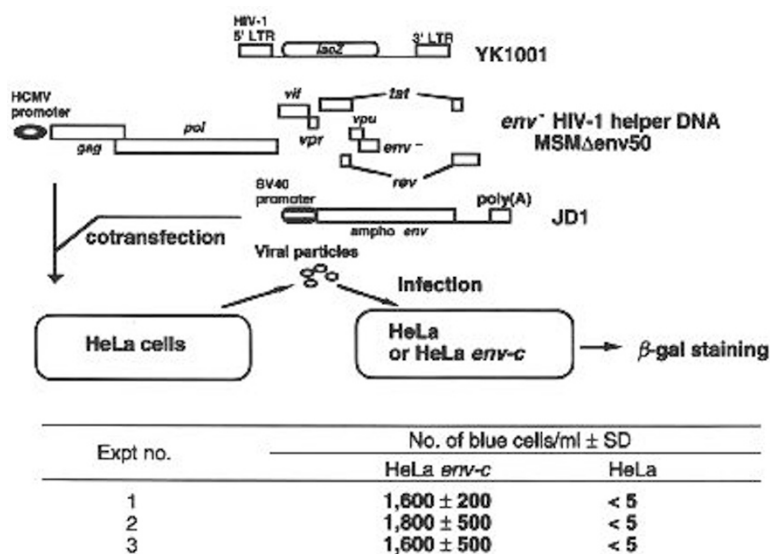 HIV-1
5' LTR
lacZ
3' LTR
YK1001
HCMV
promoter
gag
pol
vif
vpr
tat
vpu
env -
rev
env- HIV-1 helper DNA
MSMΔenv50
SV40
promoter
ampho env
poly(A)
JD1
cotransfection
Viral particles
Infection
HeLa cells
HeLa
or HeLa env-c
β-gal staining
Expt no.
No. of blue cells/ml ± SD
HeLa env-c HeLa
1 1,600 ± 200 < 5
2 1,800 ± 500 < 5
3 1,600 ± 500 < 5